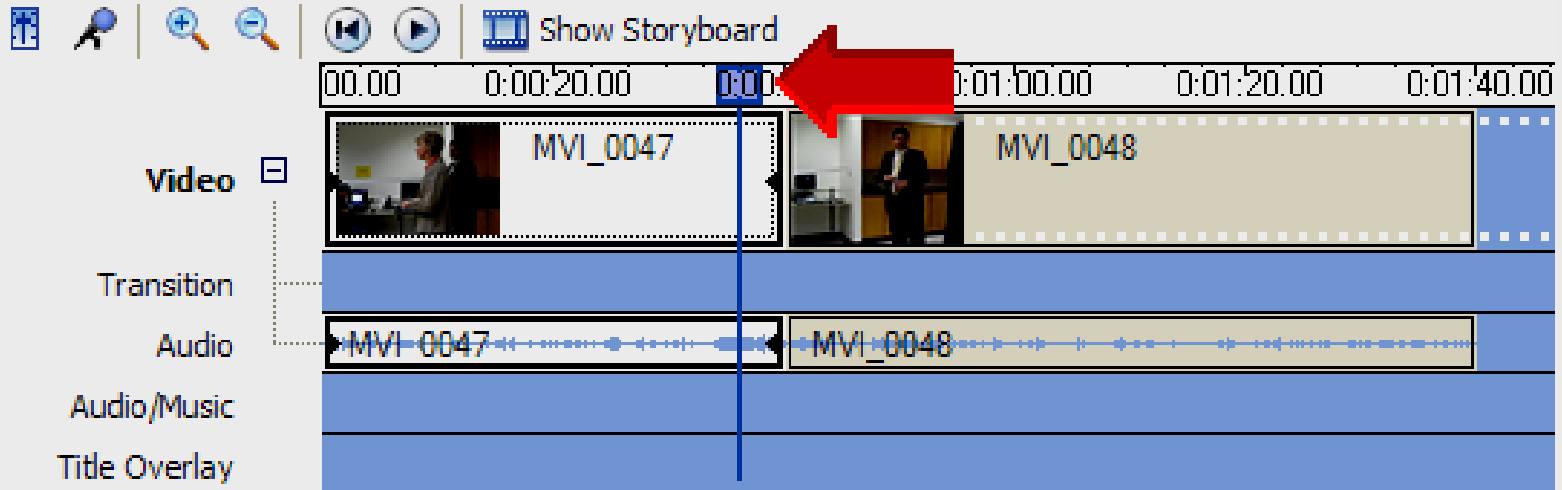 Show Storyboard
00.00 0:00:20.00 0:00: 0:01:00.00 0:01:20.00 0:01:40.00
Video MVI_0047 MVI_0048
Transition
Audio MVI_0047 MVI_0048
Audio/Music
Title Overlay